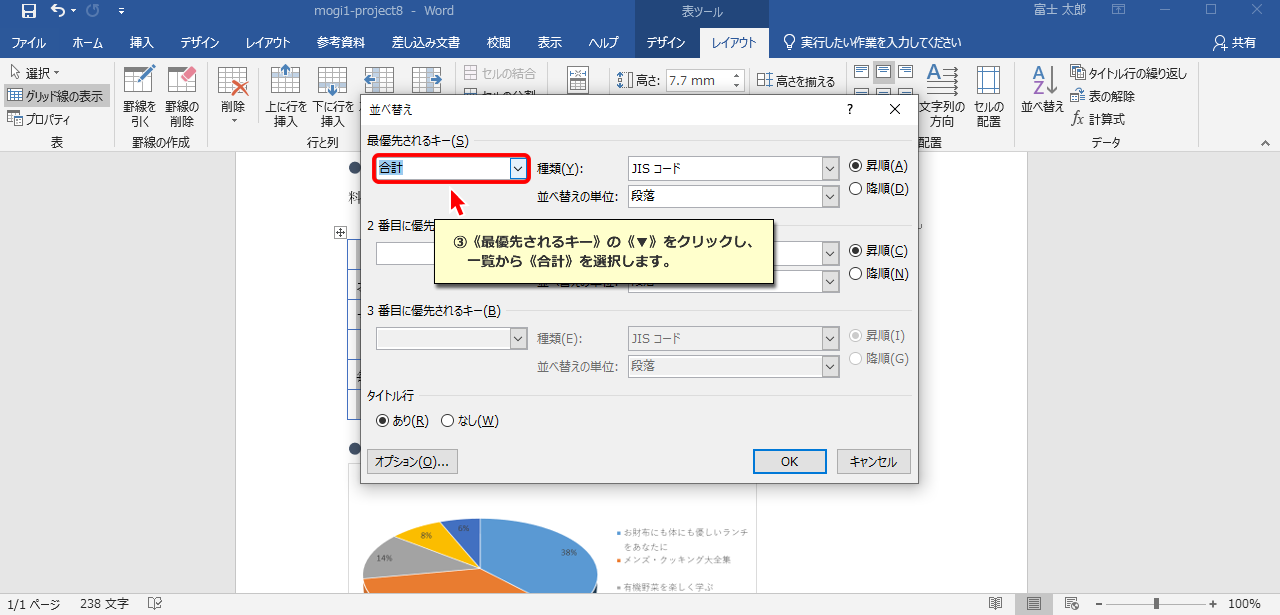 mogi1-project8 - Word
表ツール
富士 太郎
ファイル ホーム 挿入 デザイン レイアウト 参考資料 差し込み文書 校閲 表示 ヘルプ デザイン レイアウト 実行したい作業を入力してください 共有
選択
グリッド線の表示
プロパティ
表
罫線を
引く
罫線の
削除
罫線の作成
削除
上に行を
挿入
下に行を
挿入
行と列
セルの結合
高さ: 7.7 mm
高さを揃える
文字列の
方向
セルの
配置
配置
並べ替え
タイトル行の繰り返し
表の解除
fx 計算式
データ
並べ替え ?
最優先されるキー(S)
合計 種類(Y): JIS コード 昇順(A)
並べ替えの単位: 段落 降順(D)
2 番目に優先
昇順(C)
降順(N)
③《最優先されるキー》の《▼》をクリックし、
一覧から《合計》を選択します。
3 番目に優先されるキー(B)
種類(E): JIS コード 昇順(I)
並べ替えの単位: 段落 降順(G)
タイトル行
あり(R) なし(W)
オプション(O)... OK キャンセル
8% 6%
14% 38%
お財布にも体にも優しいランチ
をあなたに
メンズ・クッキング大全集
有機野菜を楽しく学ぶ
1/1 ページ 238 文字 100%